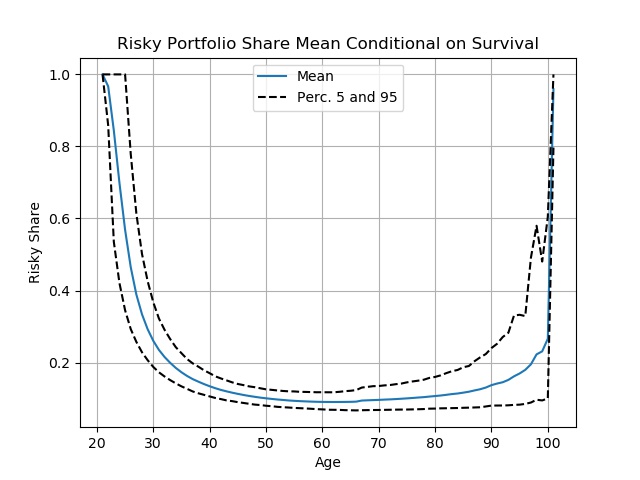 Risky Portfolio Share Mean Conditional on Survival
Mean
Perc. 5 and 95
1.0
0.8
0.6
0.4
0.2
Risky Share
20 30 40 50 60 70 80 90 100
Age